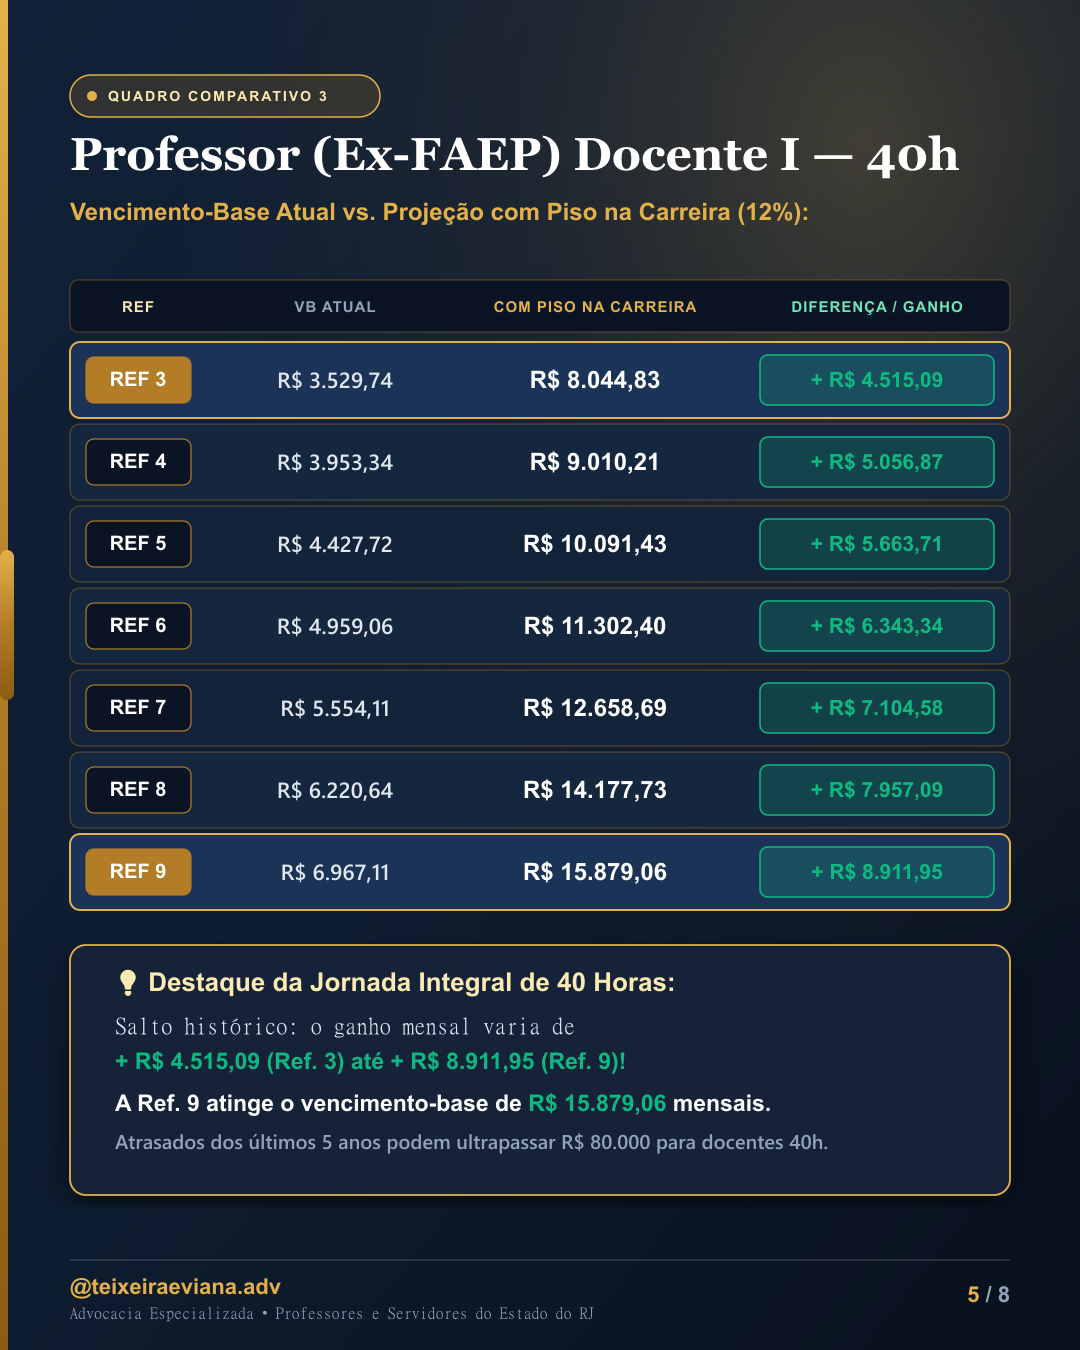 QUADRO COMPARATIVO 3
Professor (Ex-FAEP) Docente I — 40h
Vencimento-Base Atual vs. Projeção com Piso na Carreira (12%):
REF VB ATUAL COM PISO NA CARREIRA DIFERENÇA / GANHO
REF 3 R$ 3.529,74 R$ 8.044,83 + R$ 4.515,09
REF 4 R$ 3.953,34 R$ 9.010,21 + R$ 5.056,87
REF 5 R$ 4.427,72 R$ 10.091,43 + R$ 5.663,71
REF 6 R$ 4.959,06 R$ 11.302,40 + R$ 6.343,34
REF 7 R$ 5.554,11 R$ 12.658,69 + R$ 7.104,58
REF 8 R$ 6.220,64 R$ 14.177,73 + R$ 7.957,09
REF 9 R$ 6.967,11 R$ 15.879,06 + R$ 8.911,95
Destaque da Jornada Integral de 40 Horas:
Salto histórico: o ganho mensal varia de
+ R$ 4.515,09 (Ref. 3) até + R$ 8.911,95 (Ref. 9)!
A Ref. 9 atinge o vencimento-base de R$ 15.879,06 mensais.
Atrasados dos últimos 5 anos podem ultrapassar R$ 80.000 para docentes 40h.
@teixeiraeviana.adv
Advocacia Especializada • Professores e Servidores do Estado do RJ
5 / 8